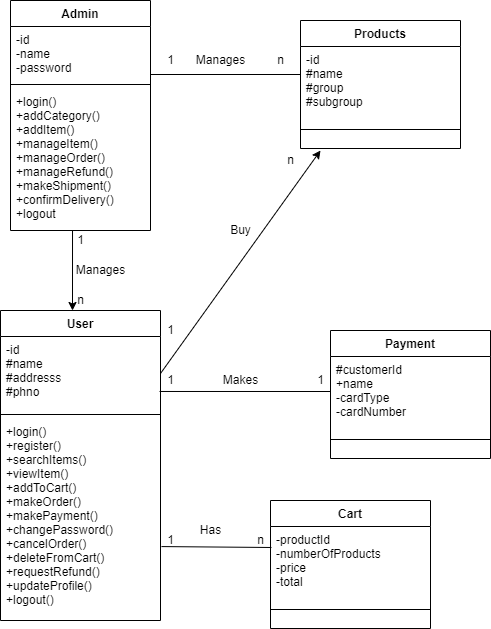 Admin
-id
-name
-password
+login()
+addCategory()
+addItem()
+manageItem()
+manageOrder()
+manageRefund()
+makeShipment()
+confirmDelivery()
+logout
1 Manages n
Products
-id
#name
#group
#subgroup
1
Manages
n
n
Buy
1
User
-id
#name
#addresss
#phno
+login()
+register()
+searchItems()
+viewItem()
+addToCart()
+makeOrder()
+makePayment()
+changePassword()
+cancelOrder()
+deleteFromCart()
+requestRefund()
+updateProfile()
+logout()
1 Makes 1
Payment
#customerId
+name
-cardType
-cardNumber
1 Has n
Cart
-productId
-numberOfProducts
-price
-total